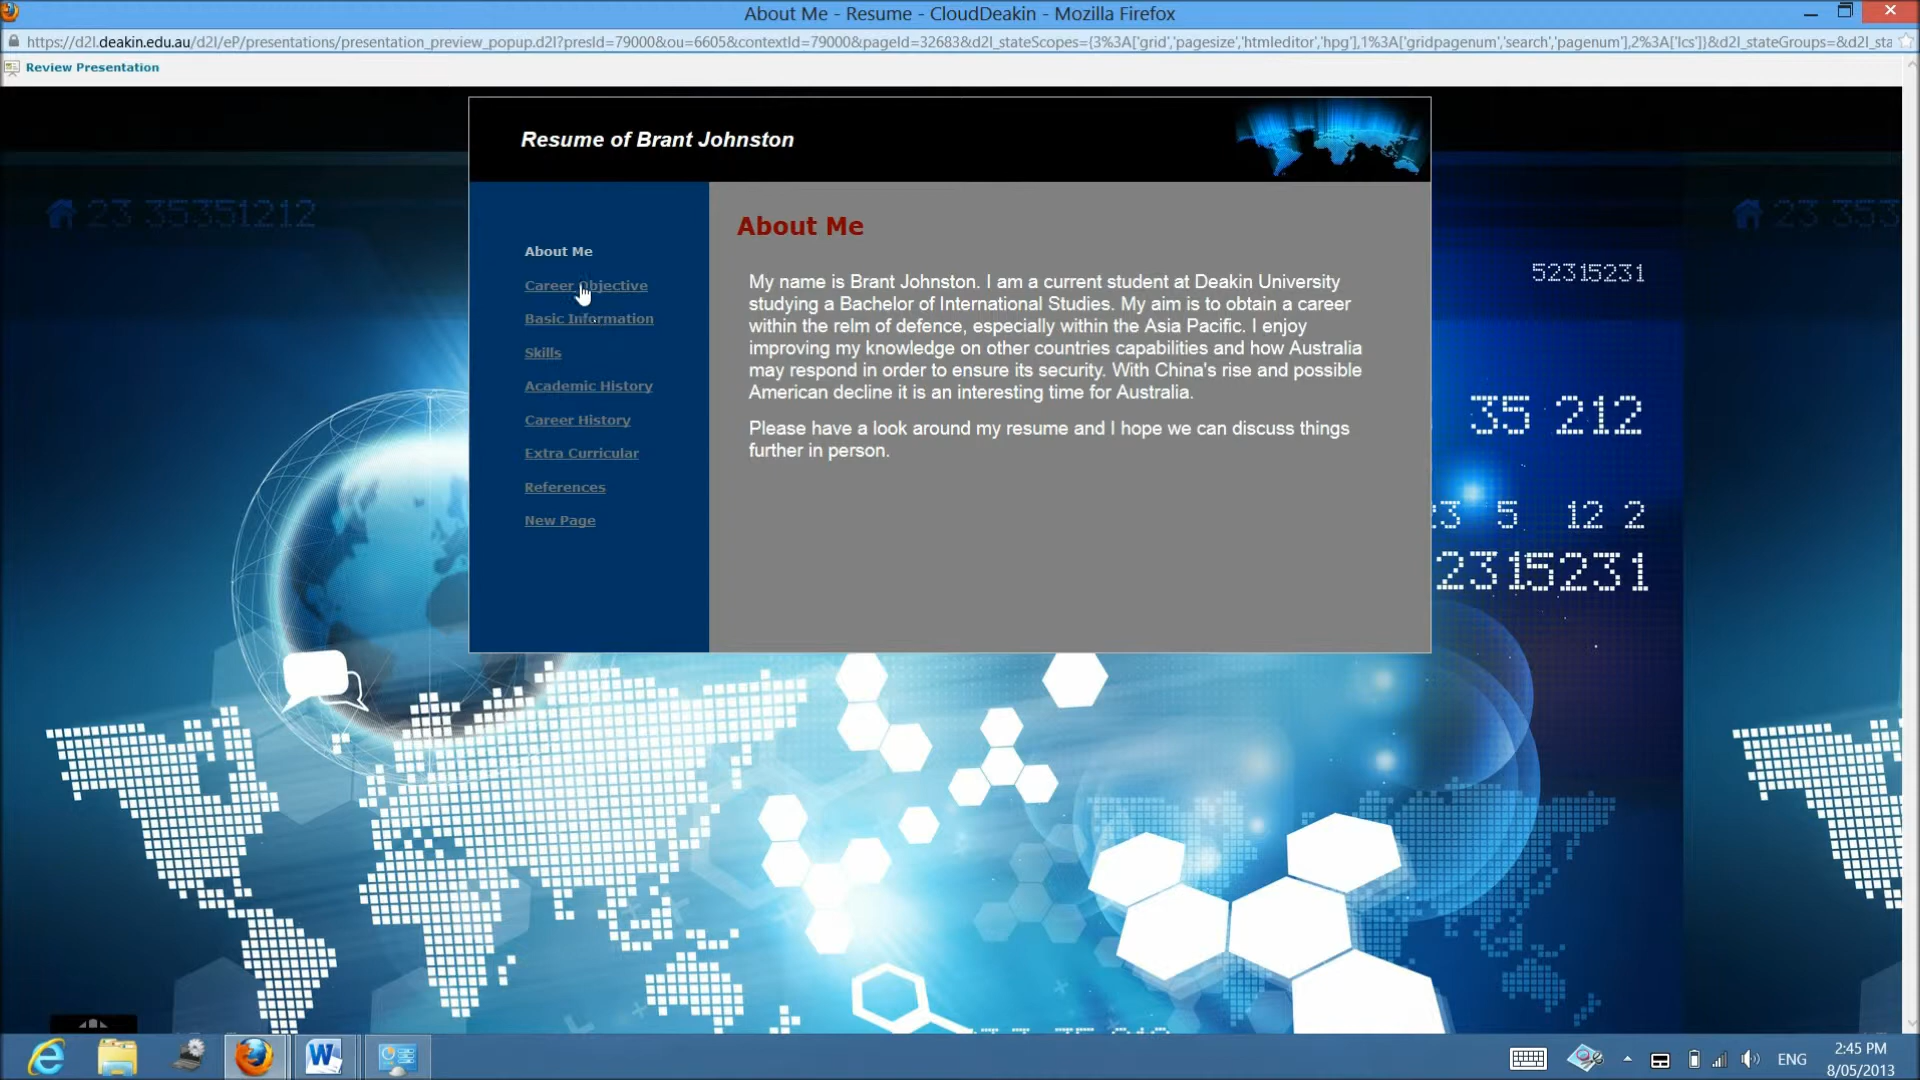 About Me - Resume - CloudDeakin - Mozilla Firefox
https://d2l.deakin.edu.au/d2l/eP/presentations/presentation_preview_popup.d2l?presId=79000&ou=6605&contextId=79000&pageId=32683&d2l_stateScopes={3%3A['grid','pagesize','htmleditor','hpg'],1%3A['gridpagenum','search','pagenum'],2%3A['lcs']}&d2l_stateGroups=&d2l_sta
Review Presentation
Resume of Brant Johnston
23 35351212
23 353
About Me
Career Objective
Basic Information
Skills
Academic History
Career History
Extra Curricular
References
New Page
About Me
My name is Brant Johnston. I am a current student at Deakin University
studying a Bachelor of International Studies. My aim is to obtain a career
within the relm of defence, especially within the Asia Pacific. I enjoy
improving my knowledge on other countries capabilities and how Australia
may respond in order to ensure its security. With China's rise and possible
American decline it is an interesting time for Australia.
Please have a look around my resume and I hope we can discuss things
further in person.
52315231
35 212
23 5 12 2
2315231
ENG
2:45 PM
8/05/2013